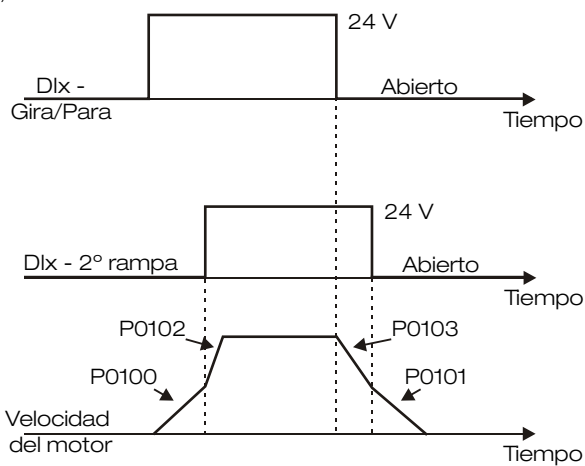 24 V
DIx -
Gira/Para
Abierto
Tiempo
24 V
DIx - 2º rampa
Abierto
Tiempo
P0102
P0103
P0100
P0101
Velocidad
del motor
Tiempo